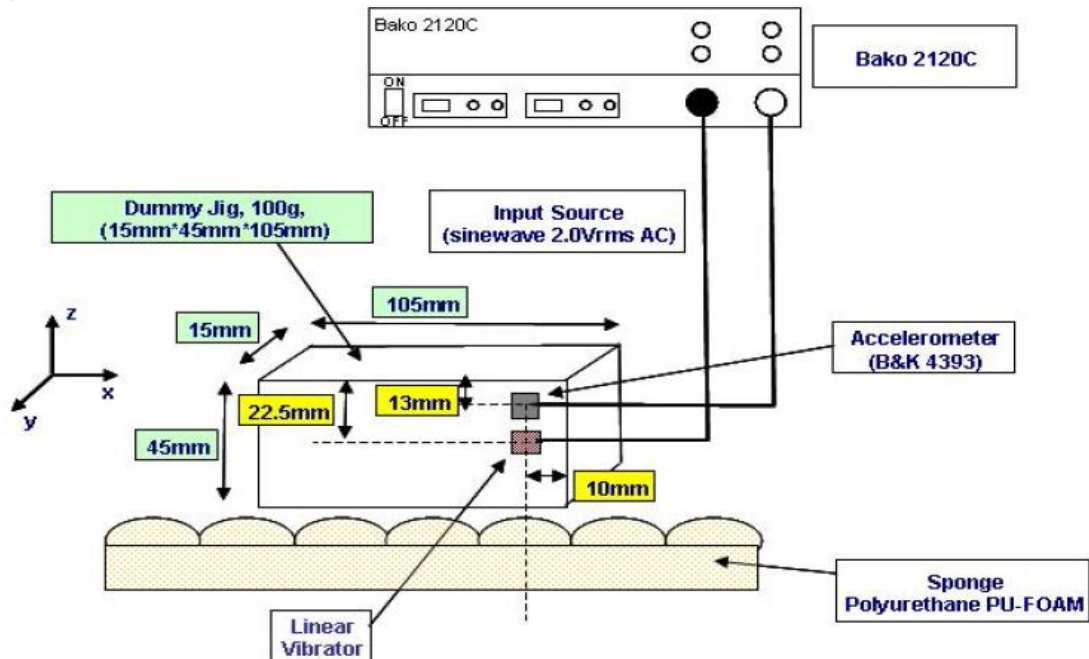 Bako 2120C
ON
OFF
Bako 2120C
Dummy Jig, 100g,
(15mm*45mm*105mm)
Input Source
(sinewave 2.0Vrms AC)
105mm
15mm
z
x
y
Accelerometer
(B&K 4393)
13mm
22.5mm
45mm
10mm
Sponge
Polyurethane PU-FOAM
Linear
Vibrator